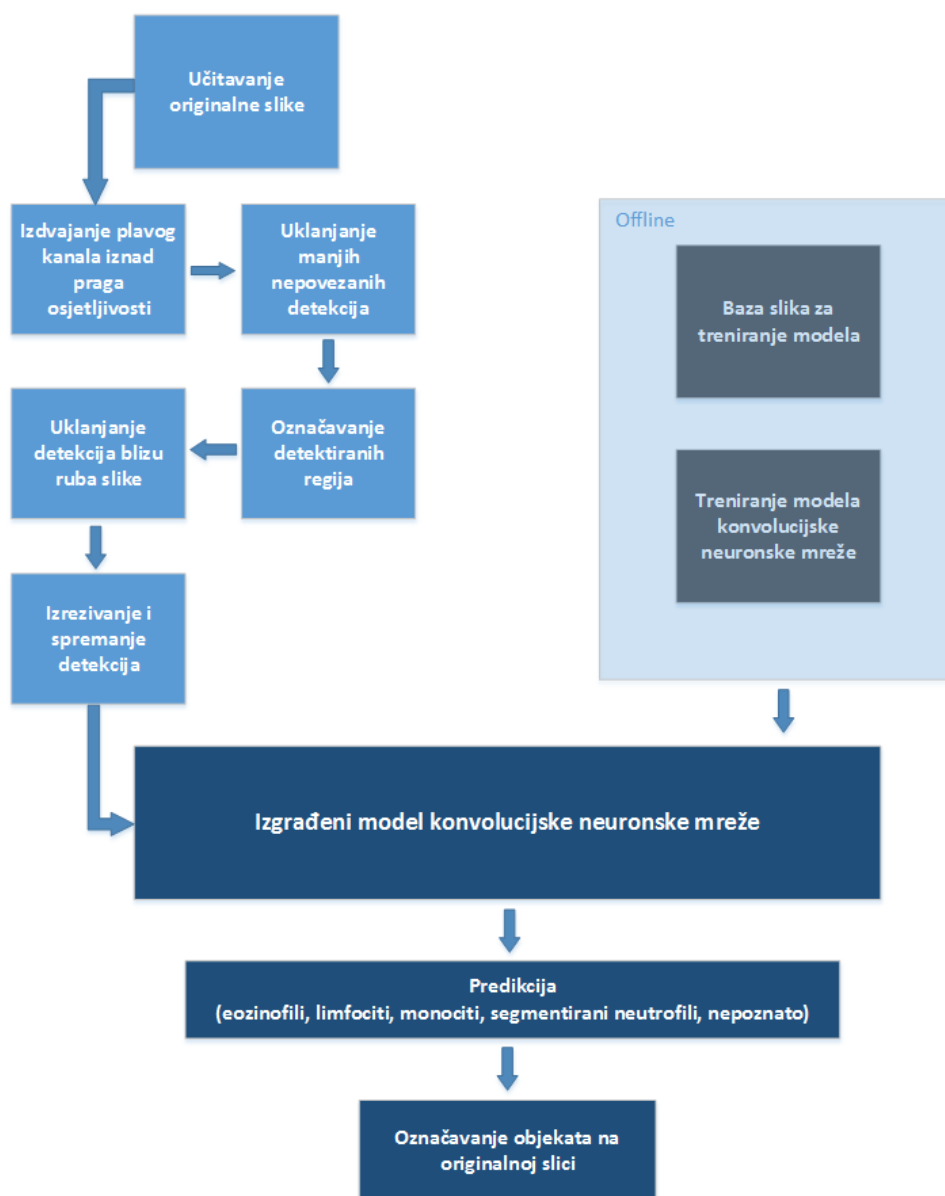 Učitavanje
originalne slike
Izdvajanje plavog
kanala iznad
praga
osjetljivosti
Uklanjanje
manjih
nepovezanih
detekcija
Označavanje
detektiranih
regija
Uklanjanje
detekcija blizu
ruba slike
Izrezivanje i
spremanje
detekcija
Offline
Baza slika za
treniranje modela
Treniranje modela
konvolucijske
neuronske mreže
Izgrađeni model konvolucijske neuronske mreže
Predikcija
(eozinofili, limfociti, monociti, segmentirani neutrofili, nepoznato)
Označavanje objekata na
originalnoj slici